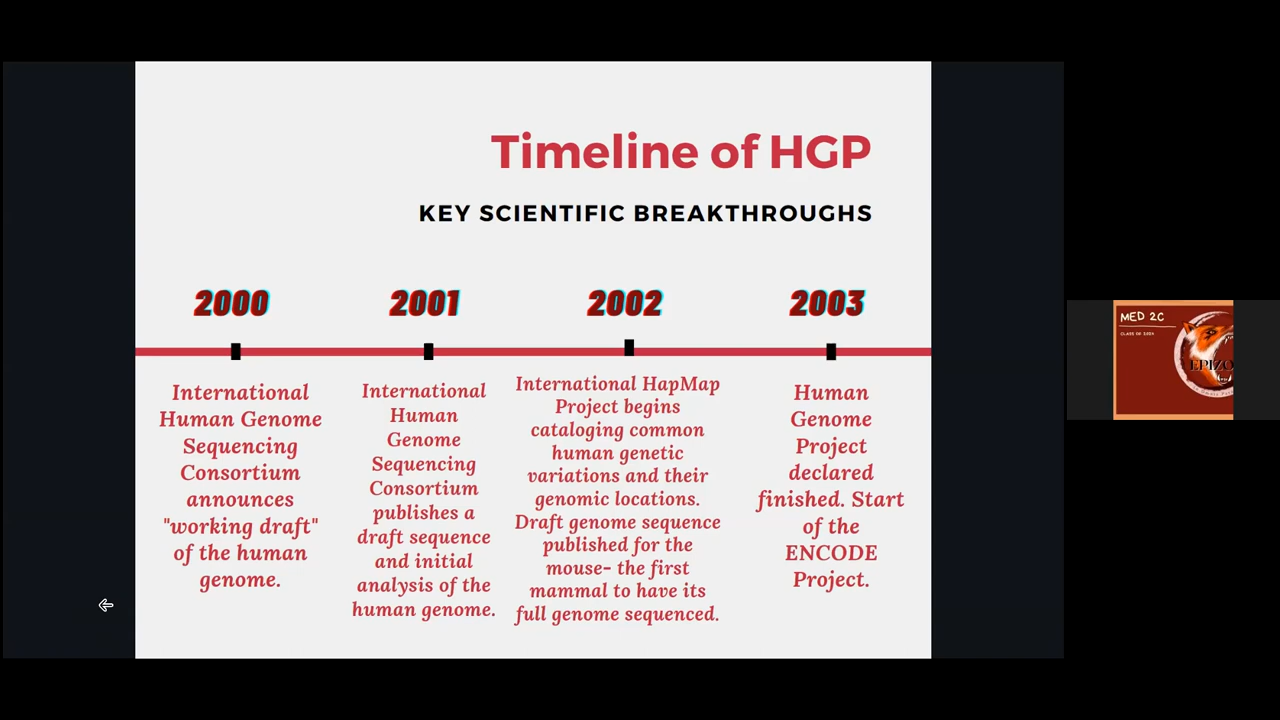 Timeline of HGP
KEY SCIENTIFIC BREAKTHROUGHS
2000
International
Human Genome
Sequencing
Consortium
announces
"working draft"
of the human
genome.
2001
International
Human
Genome
Sequencing
Consortium
publishes a
draft sequence
and initial
analysis of the
human genome.
2002
International HapMap
Project begins
cataloging common
human genetic
variations and their
genomic locations.
Draft genome sequence
published for the
mouse- the first
mammal to have its
full genome sequenced.
2003
Human
Genome
Project
declared
finished. Start
of the
ENCODE
Project.
MED 2C
CLASS OF 2024
EPIZO